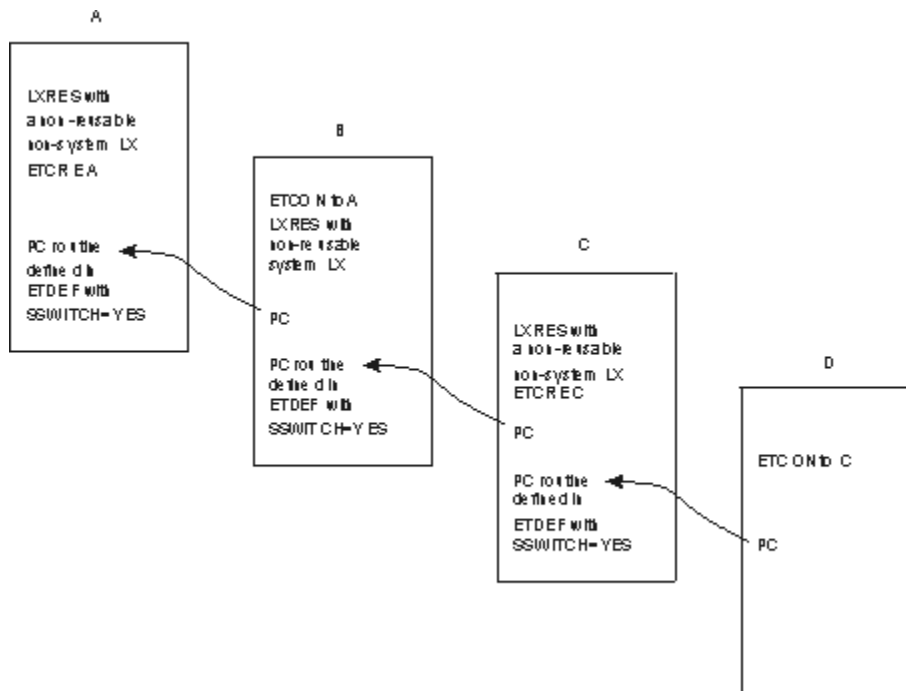 A
LXRES with
a non-reusable
non-system LX
ETCRE A
PC routine
defined in
ETDEF with
SSWITCH=YES
B
ETCON to A
LXRES with
non-reusable
system LX
PC
PC routine
defined in
ETDEF with
SSWITCH=YES
C
LXRES with
a non-reusable
non-system LX
ETCRE C
PC
PC routine
defined in
ETDEF with
SSWITCH=YES
D
ETCON to C
PC